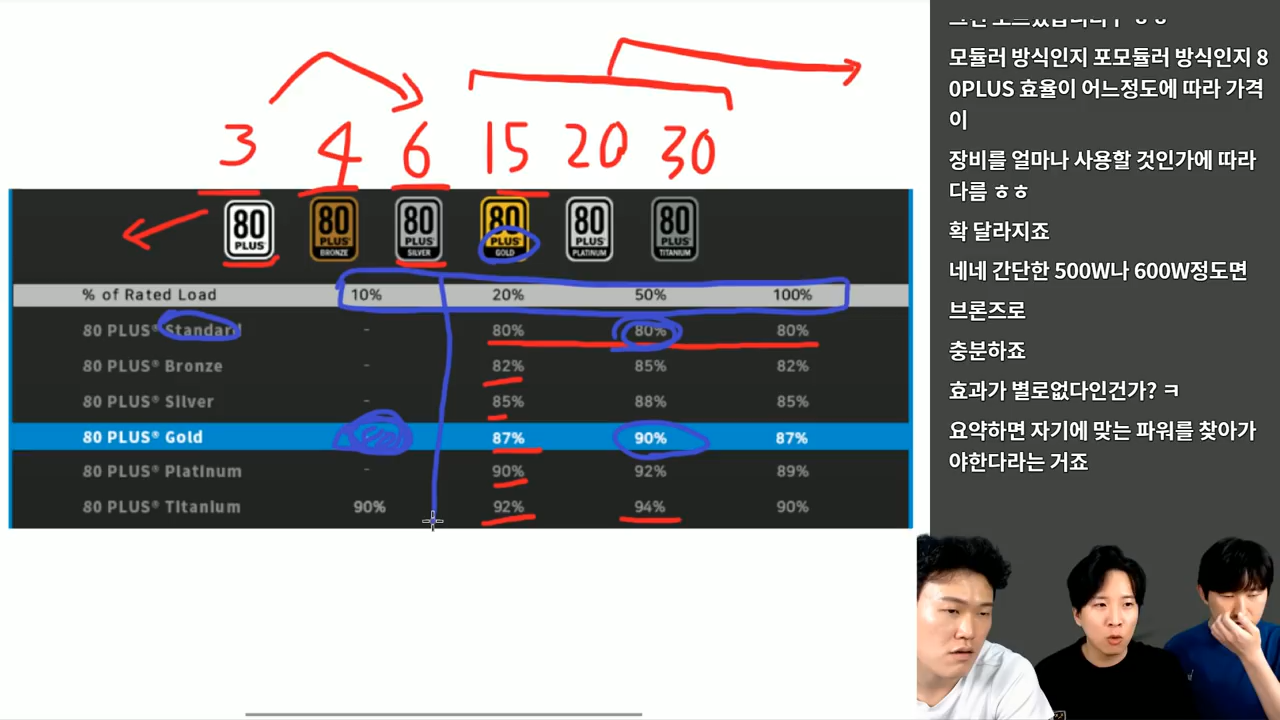 3 4 6 15 20 30
80 PLUS
80 PLUS BRONZE
80 PLUS SILVER
80 PLUS GOLD
80 PLUS PLATINUM
80 PLUS TITANIUM
% of Rated Load 10% 20% 50% 100%
80 PLUS® Standard - 80% 80% 80%
80 PLUS® Bronze - 82% 85% 82%
80 PLUS® Silver - 85% 88% 85%
80 PLUS® Gold 87% 90% 87%
80 PLUS® Platinum - 90% 92% 89%
80 PLUS® Titanium 90% 92% 94% 90%
모듈러 방식인지 포모듈러 방식인지 8
0PLUS 효율이 어느정도에 따라 가격
이
장비를 얼마나 사용할 것인가에 따라
다름 ㅎㅎ
확 달라지죠
네네 간단한 500W나 600W정도면
브론즈로
충분하죠
효과가 별로없다인건가? ㅋ
요약하면 자기에 맞는 파워를 찾아가
야한다라는 거죠